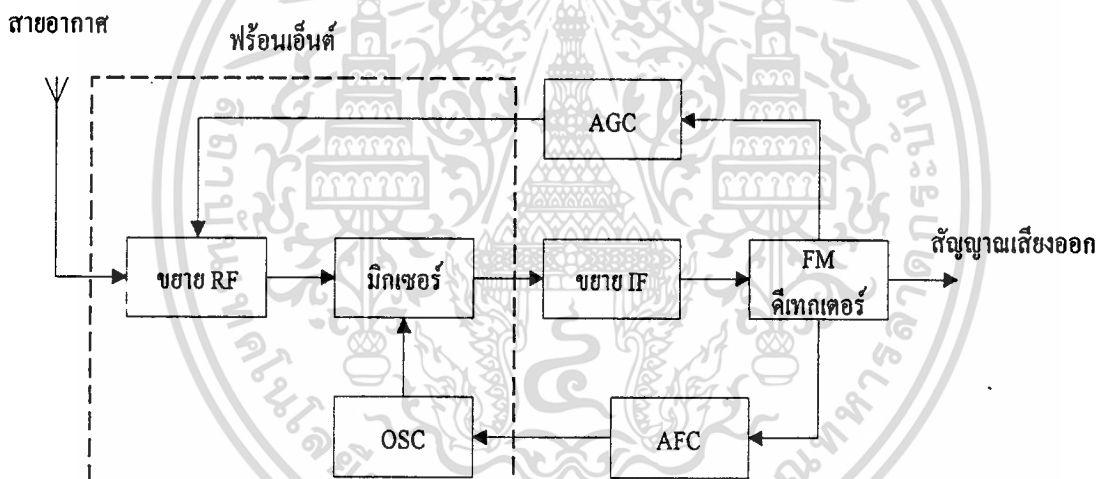 สายอากาศ
ฟร้อนเอ็นต์
AGC
ขยาย RF
มิกเซอร์
ขยาย IF
FM
ดีเทกเตอร์
สัญญาณเสียงออก
OSC
AFC